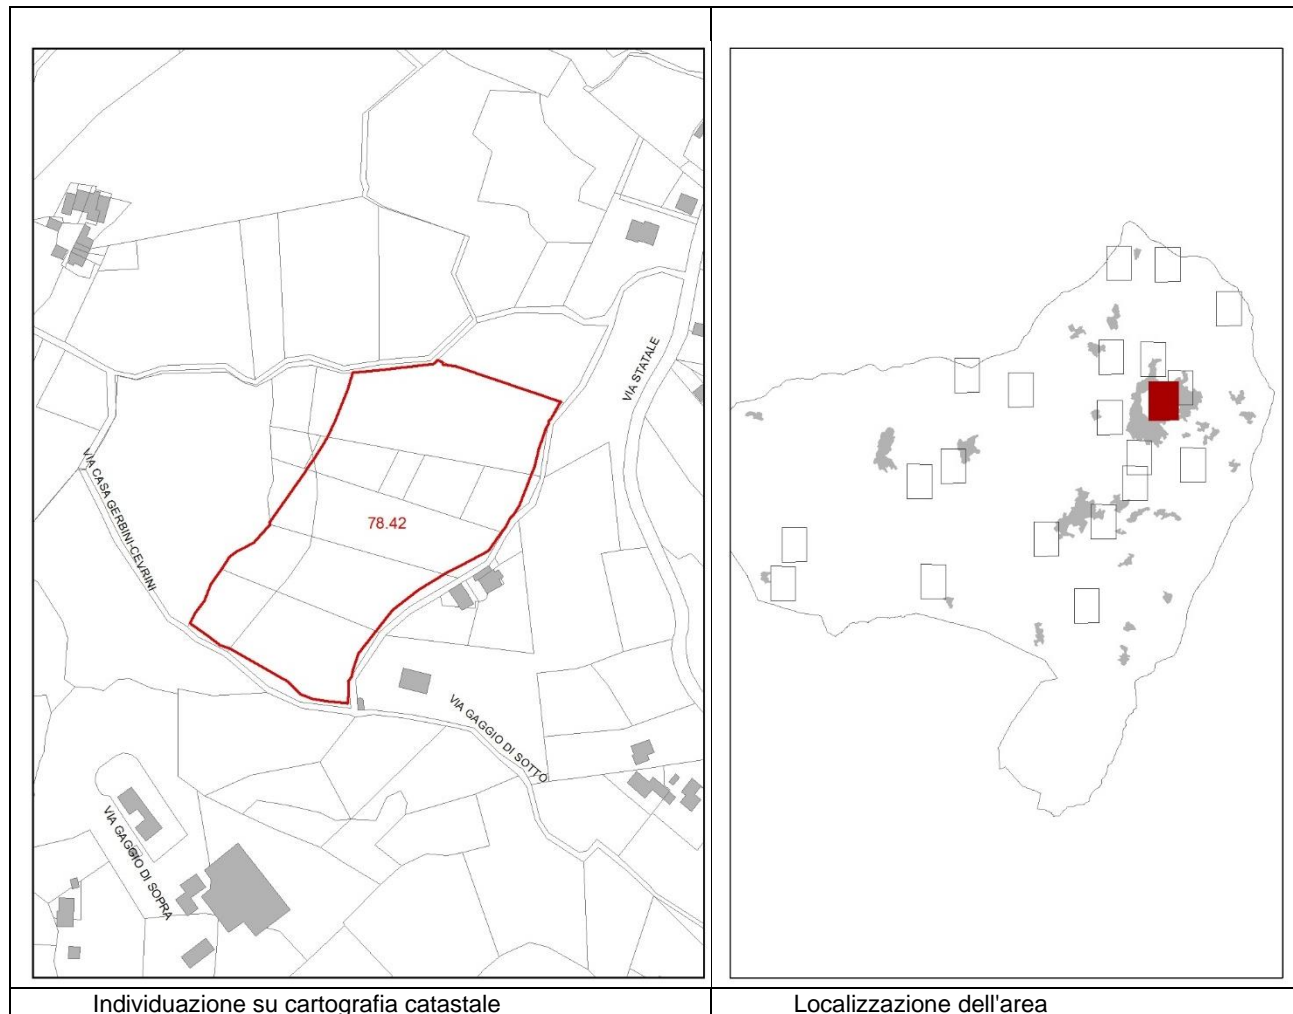 VIA STATALE
VIA CASA GERBINI-CEVRINI
78.42
VIA GAGGIO DI SOTTO
VIA GAGGIO DI SOPRA
Individuazione su cartografia catastale
Localizzazione dell'area